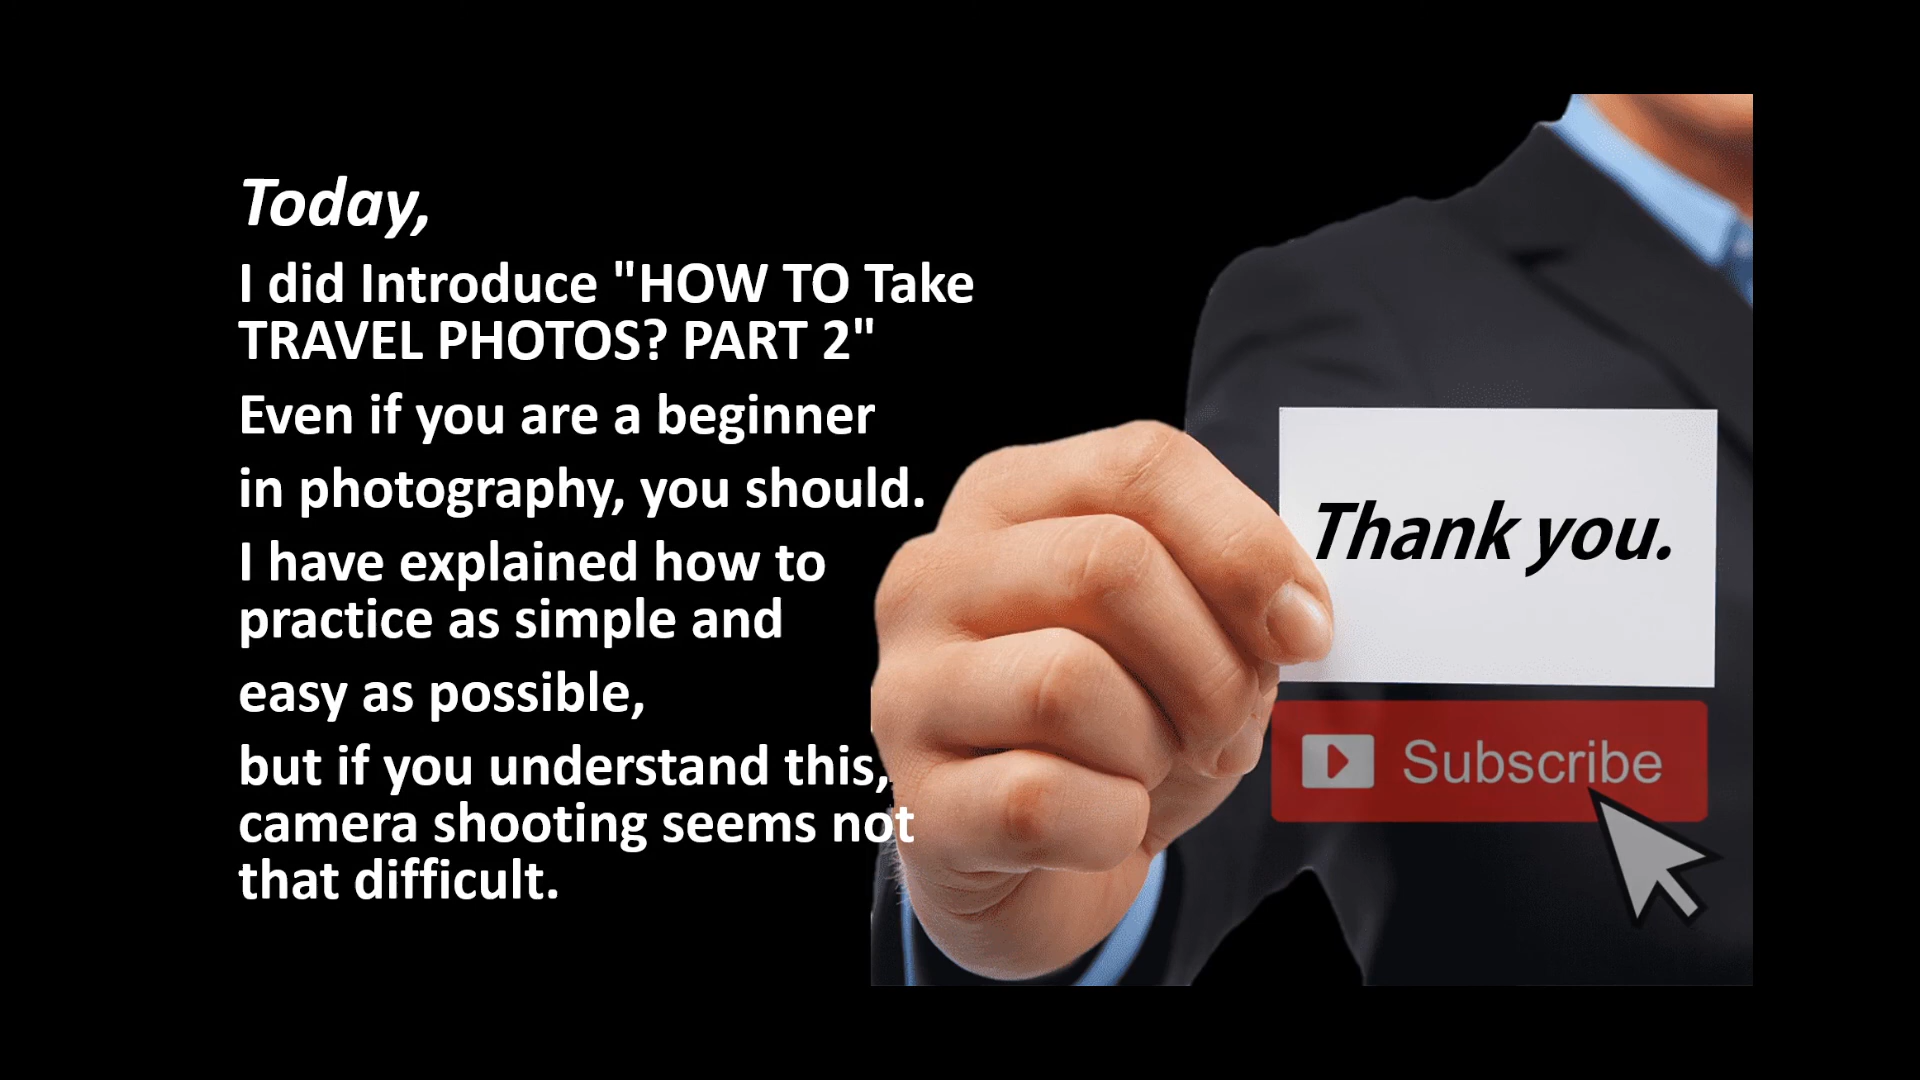 Today,
I did Introduce "HOW TO Take
TRAVEL PHOTOS? PART 2"
Even if you are a beginner
in photography, you should.
I have explained how to
practice as simple and
easy as possible,
but if you understand this,
camera shooting seems not
that difficult.
Thank you.
Subscribe